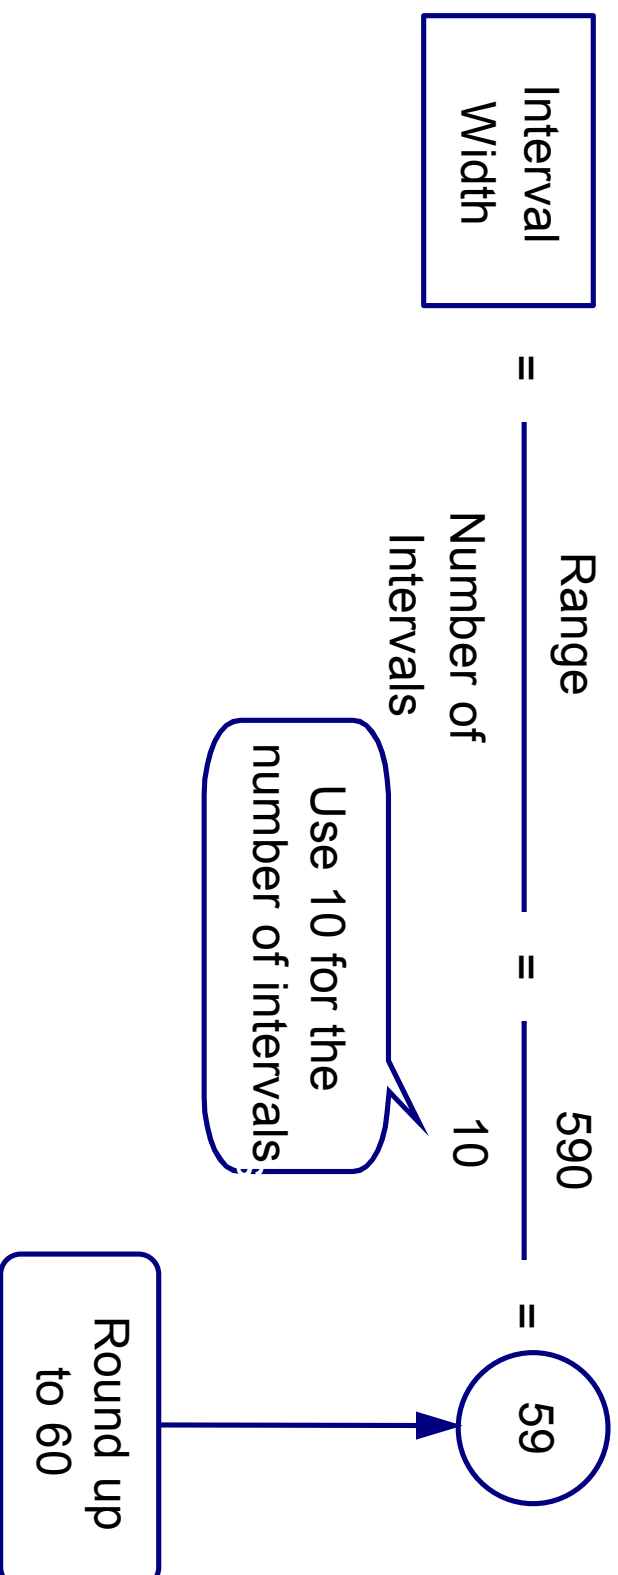 Interval
Width
=
Range
Number of
Intervals
=
590
10
=
59
Use 10 for the
number of intervals
Round up
to 60